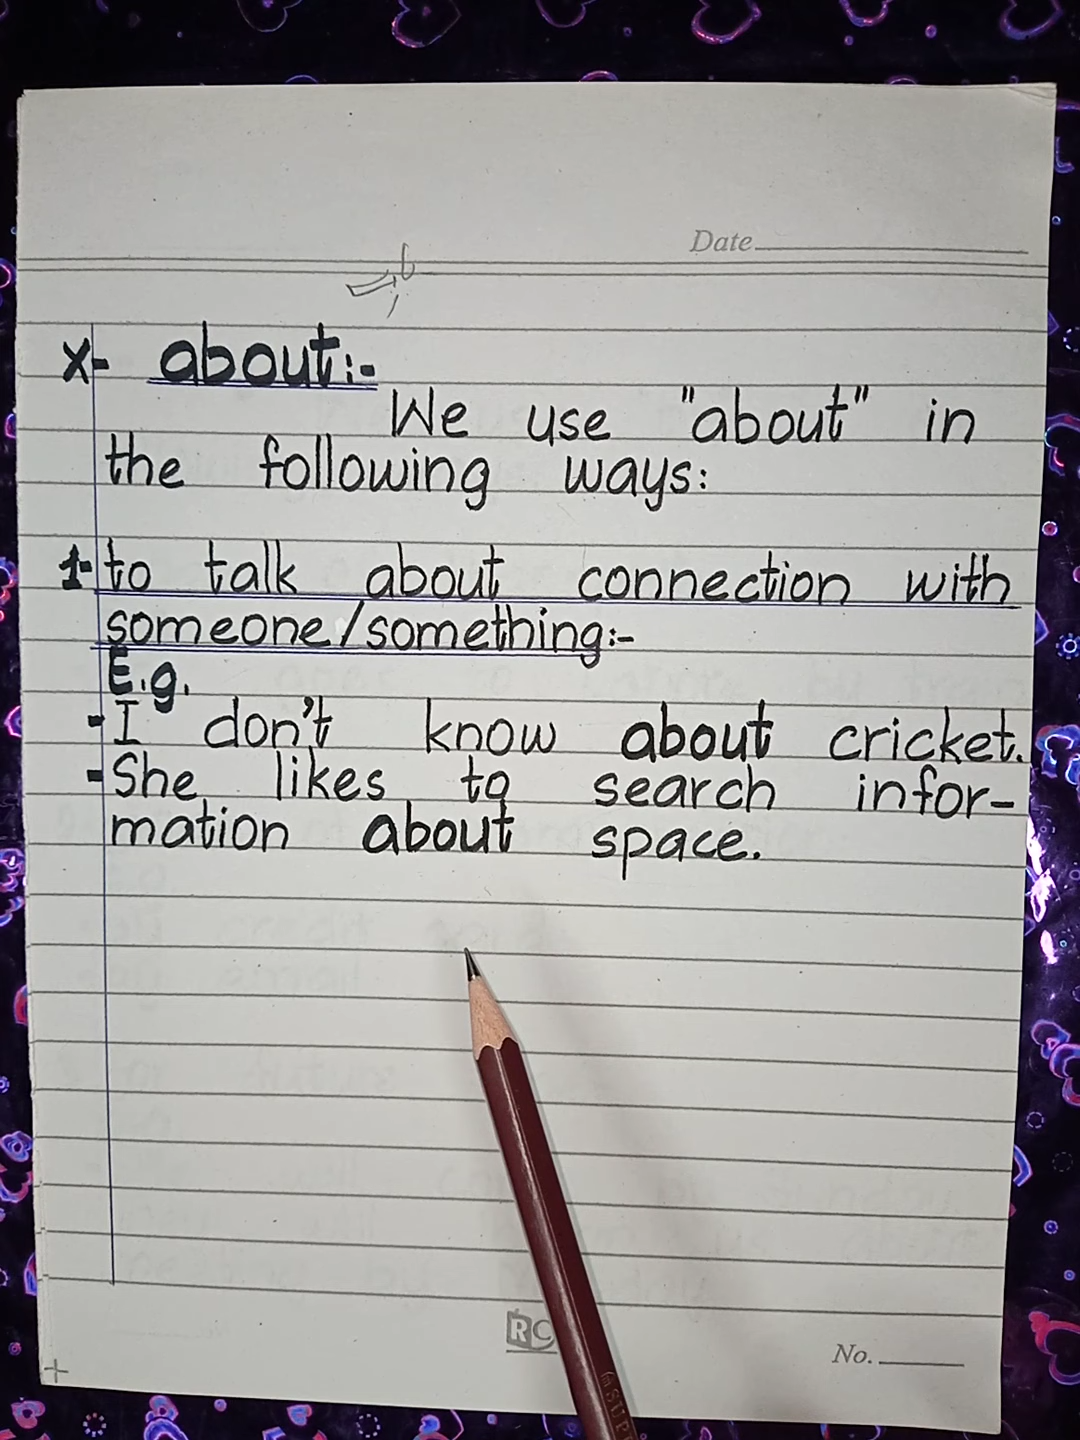 Date
x- about:-
We use "about" in
the following ways:
1- to talk about connection with
someone/something:-
E.g.
- I don't know about cricket.
- She likes to search infor-
mation about space.
RC
No.